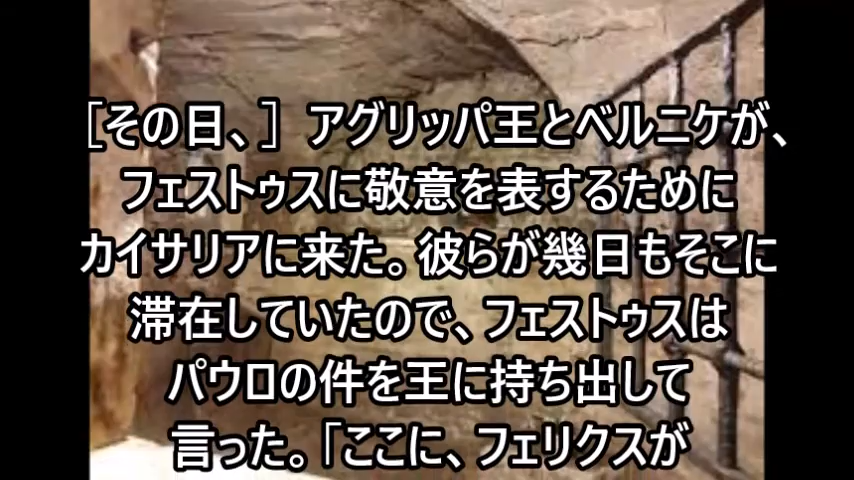 ［その日、］アグリッパ王とベルニケが、
フェストゥスに敬意を表するために
カイサリアに来た。彼らが幾日もそこに
滞在していたので、フェストゥスは
パウロの件を王に持ち出して
言った。「ここに、フェリクスが